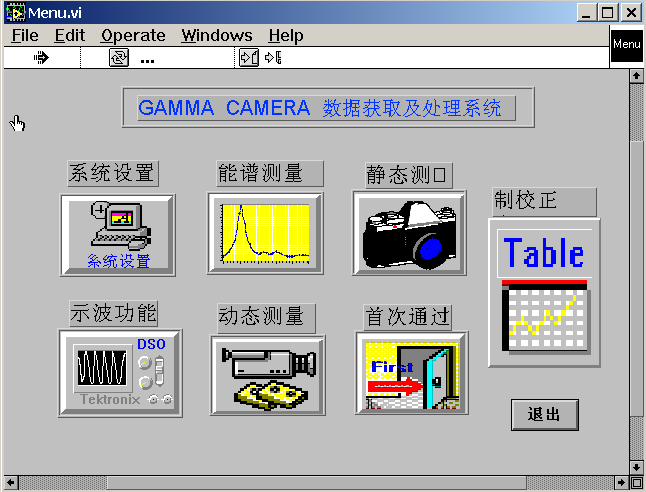 Menu.vi
File Edit Operate Windows Help
Menu
GAMMA CAMERA 数据获取及处理系统
系统设置
能谱测量
静态测
制校正
系统设置
Table
示波功能
动态测量
首次通过
DSO
Tektronix
First
退出